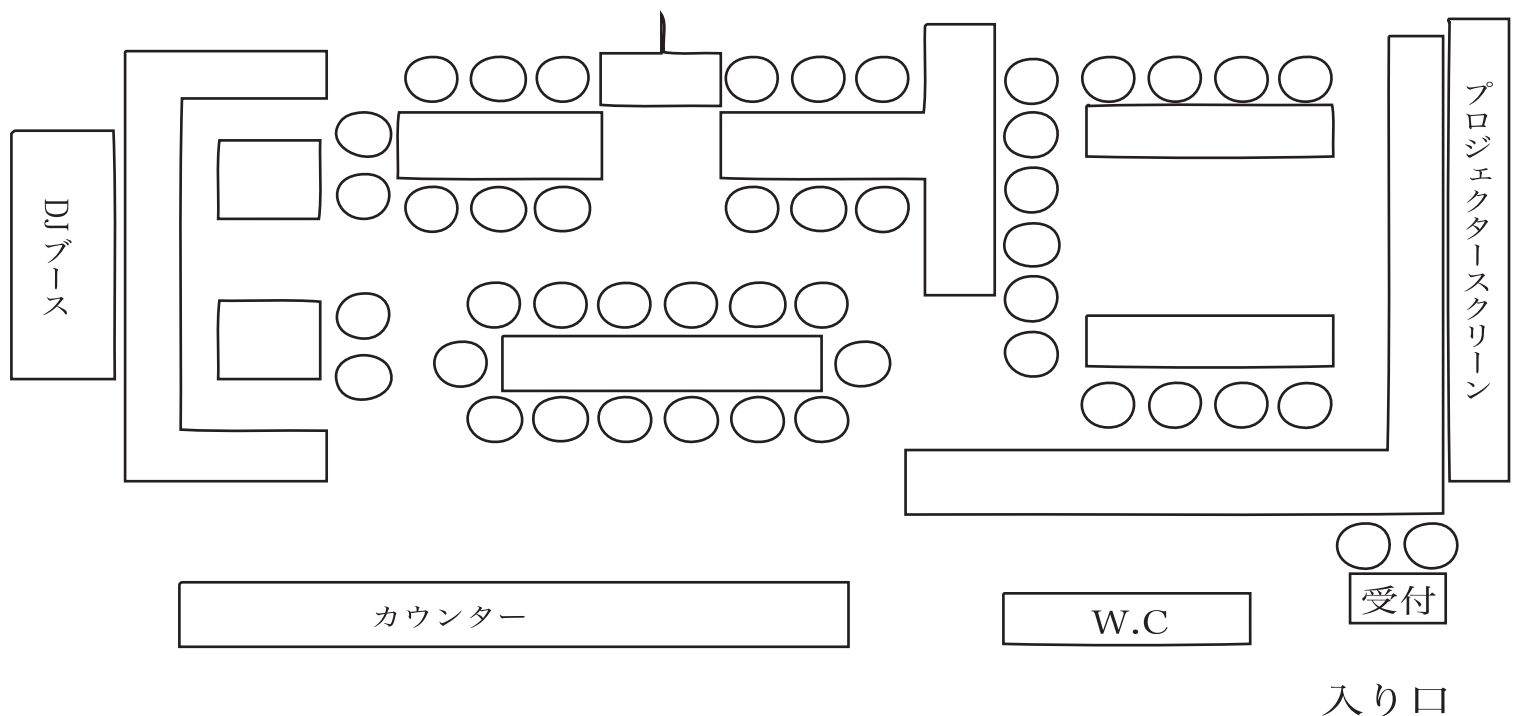 DJブース
プロジェクタースクリーン
カウンター
W.C
受付
入り口